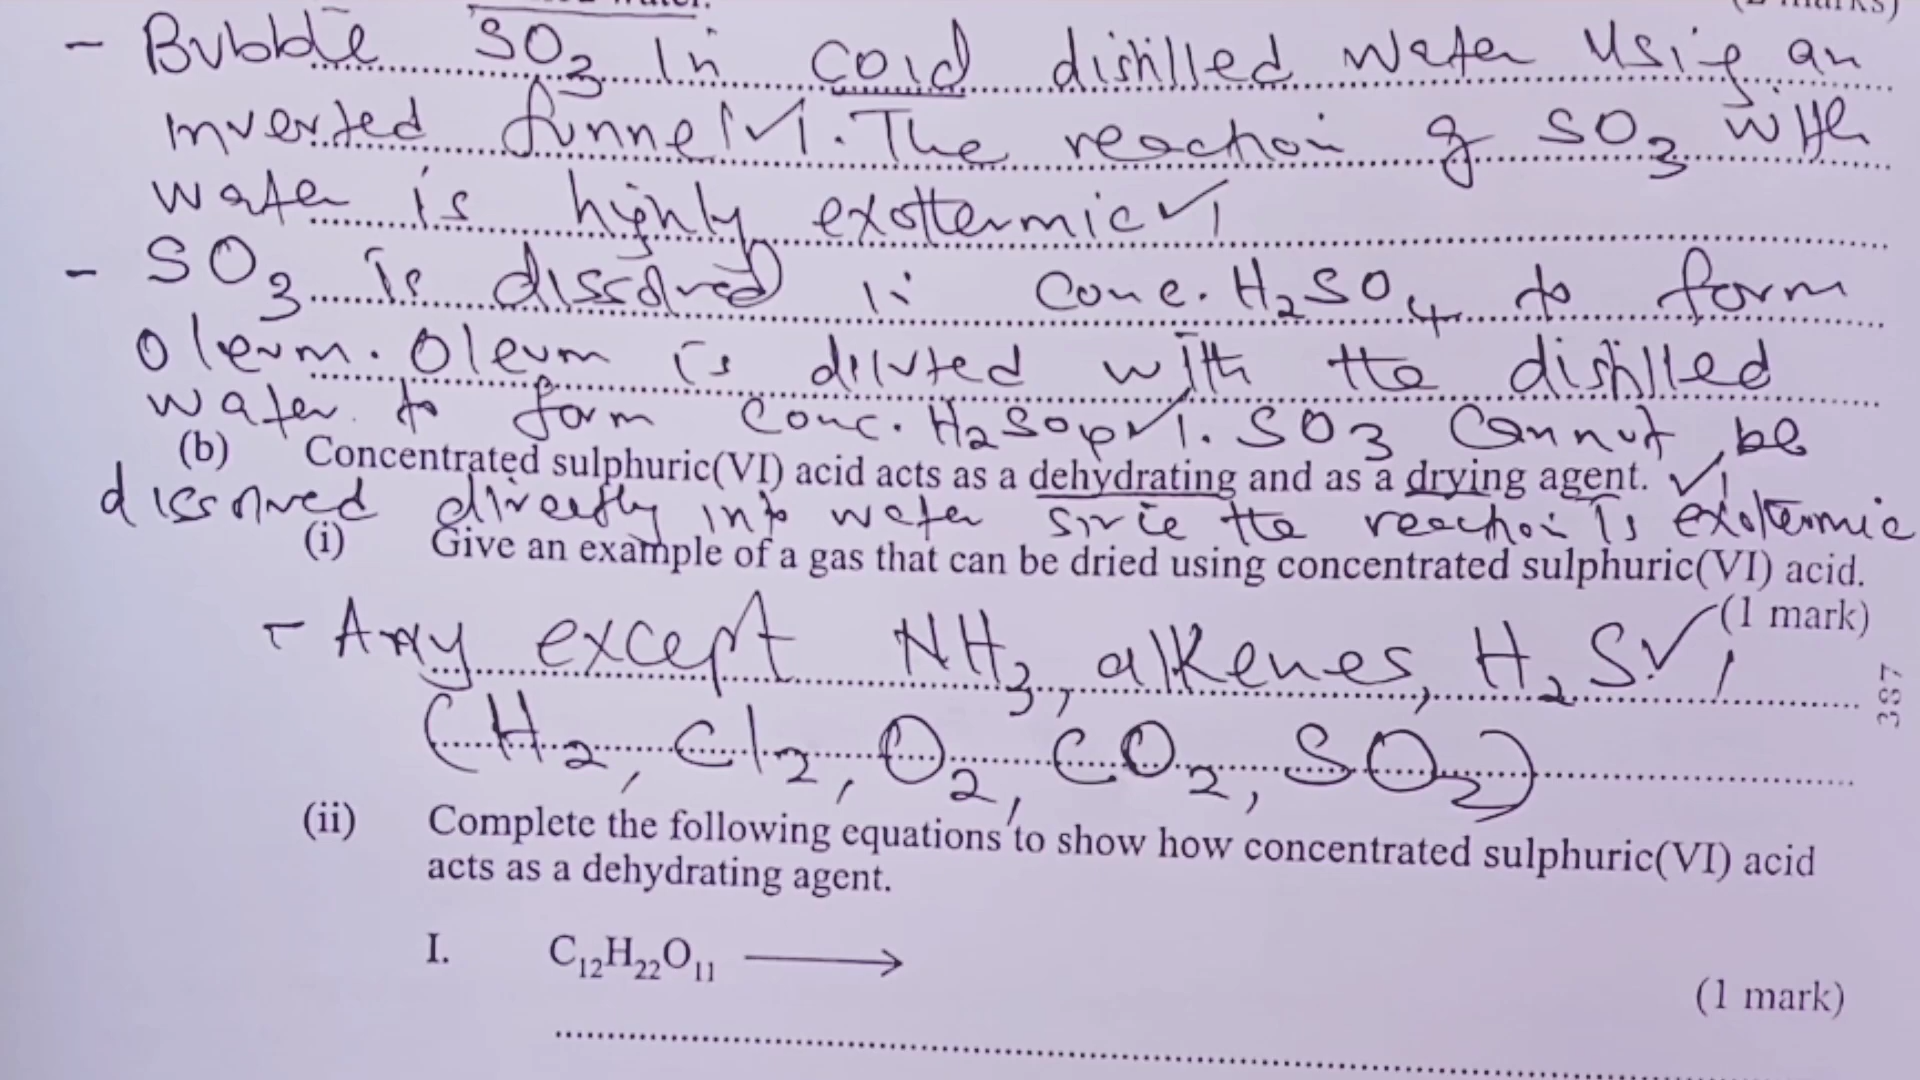 - Bubble SO3 In cold distilled water Using an
inverted funnel ✓1. The reaction of SO3 with
water is highly exothermic ✓1
- SO3 is dissolved in conc. H2SO4 to form
Oleum. Oleum is diluted with the distilled
water to form Conc. H2SO4 ✓1. SO3 Cannot be
(b) Concentrated sulphuric(VI) acid acts as a dehydrating and as a drying agent. ✓1
dissolved directly into water since the reaction is exothermic
(i) Give an example of a gas that can be dried using concentrated sulphuric(VI) acid.
(1 mark)
- Any except NH3, alkenes, H2S ✓1
(H2, Cl2, O2, CO2, SO2)
387
(ii) Complete the following equations to show how concentrated sulphuric(VI) acid
acts as a dehydrating agent.
I. C12H22O11 ⟶
(1 mark)